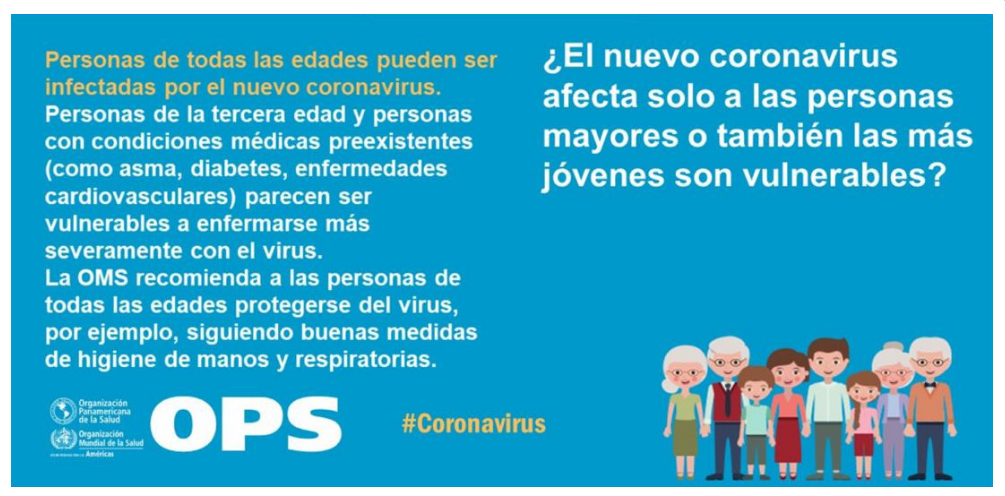 Personas de todas las edades pueden ser
infectadas por el nuevo coronavirus.
Personas de la tercera edad y personas
con condiciones médicas preexistentes
(como asma, diabetes, enfermedades
cardiovasculares) parecen ser
vulnerables a enfermarse más
severamente con el virus.
La OMS recomienda a las personas de
todas las edades protegerse del virus,
por ejemplo, siguiendo buenas medidas
de higiene de manos y respiratorias.
¿El nuevo coronavirus
afecta solo a las personas
mayores o también las más
jóvenes son vulnerables?
Organización
Panamericana
de la Salud
Organización
Mundial de la Salud
Américas
OPS
#Coronavirus